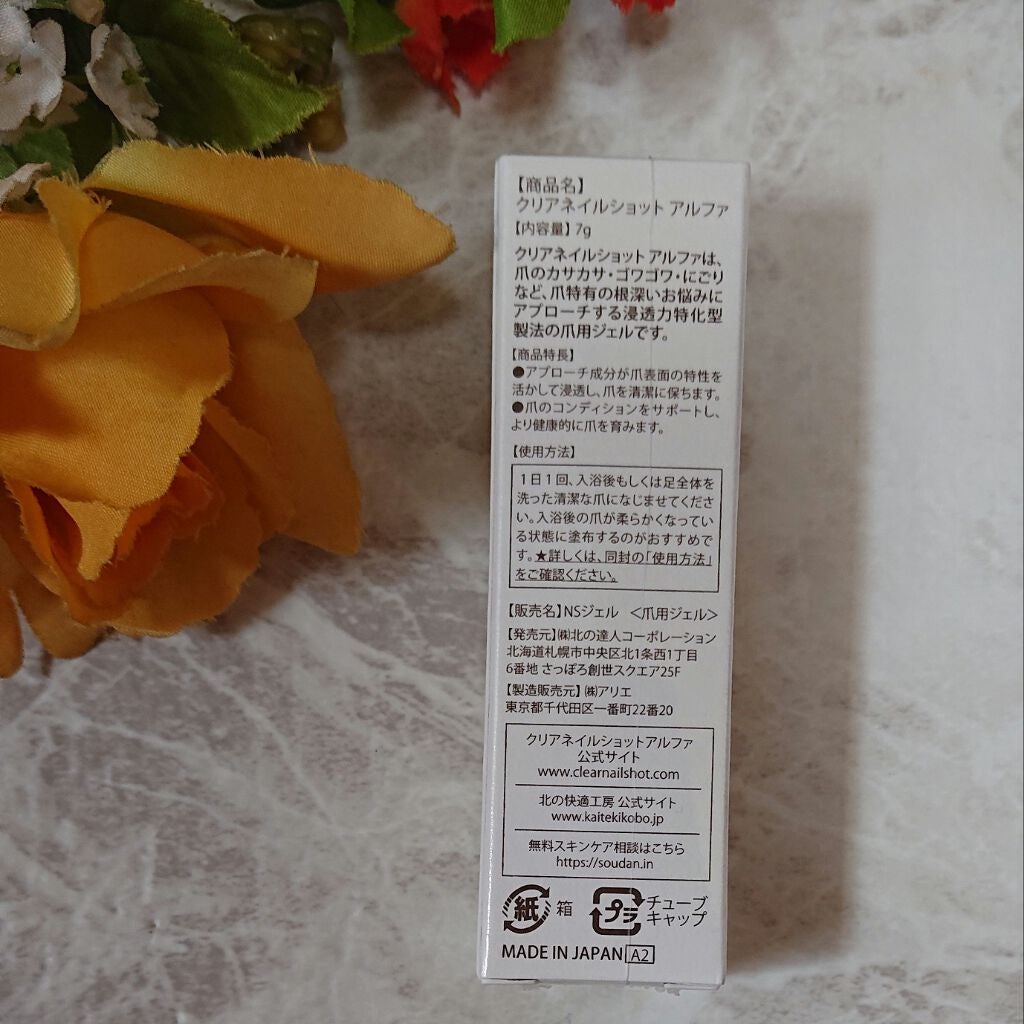 【商品名】
クリアネイルショット アルファ
【内容量】7g
クリアネイルショット アルファは、
爪のカサカサ・ゴワゴワ・にごり
など、爪特有の根深いお悩みに
アプローチする浸透力特化型
製法の爪用ジェルです。
【商品特長】
●アプローチ成分が爪表面の特性を
活かして浸透し、爪を清潔に保ちます。
●爪のコンディションをサポートし、
より健康的に爪を育みます。
【使用方法】
1日1回、入浴後もしくは足全体を
洗った清潔な爪になじませてくださ
い。入浴後の爪が柔らかくなってい
る状態に塗布するのがおすすめで
す。★詳しくは、同封の「使用方法」
をご確認ください。
【販売名】NSジェル ＜爪用ジェル＞
【発売元】㈱北の達人コーポレーション
北海道札幌市中央区北1条西1丁目
6番地 さっぽろ創世スクエア25F
【製造販売元】㈱アリエ
東京都千代田区一番町22番20
クリアネイルショットアルファ
公式サイト
www.clearnailshot.com
北の快適工房 公式サイト
www.kaitekikobo.jp
無料スキンケア相談はこちら
https://soudan.in
紙 箱 プラ チューブ
キャップ
MADE IN JAPAN A2